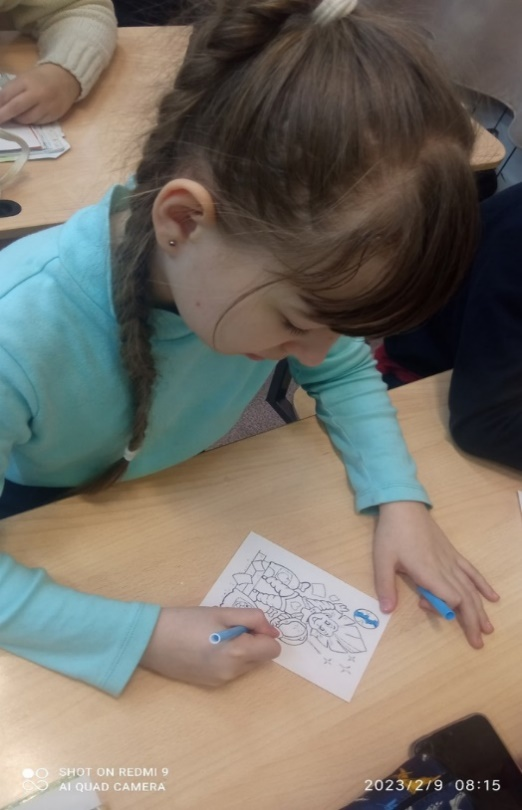 SHOT ON REDMI 9
AI QUAD CAMERA
2023/2/9 08:15